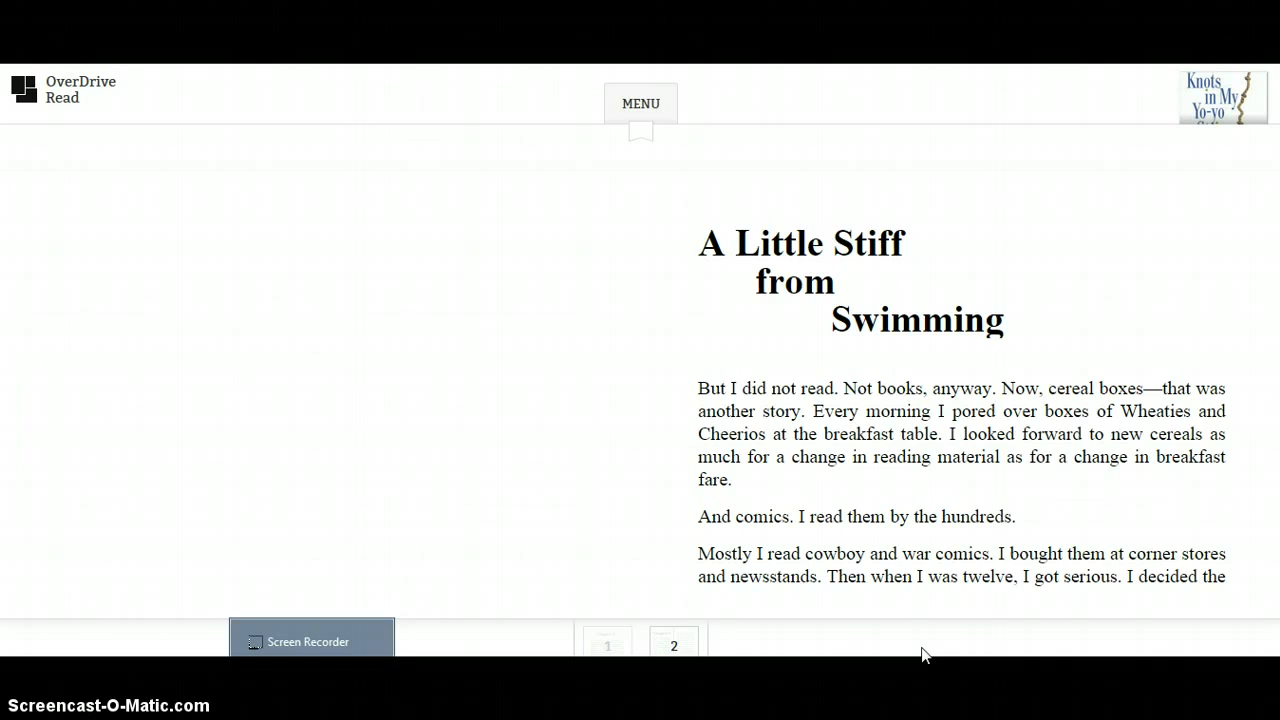 OverDrive
Read
MENU
Knots
in My
Yo-yo
A Little Stiff
from
Swimming
But I did not read. Not books, anyway. Now, cereal boxes—that was
another story. Every morning I pored over boxes of Wheaties and
Cheerios at the breakfast table. I looked forward to new cereals as
much for a change in reading material as for a change in breakfast
fare.
And comics. I read them by the hundreds.
Mostly I read cowboy and war comics. I bought them at corner stores
and newsstands. Then when I was twelve, I got serious. I decided the
Screen Recorder
1
2
Screencast-O-Matic.com